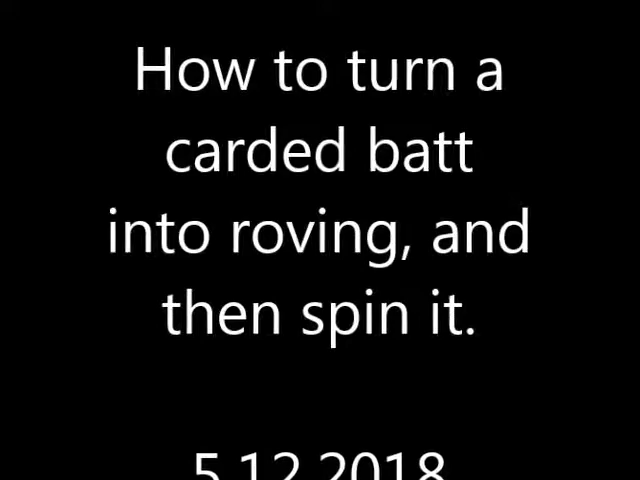 How to turn a
carded batt
into roving, and
then spin it.
5.12.2018